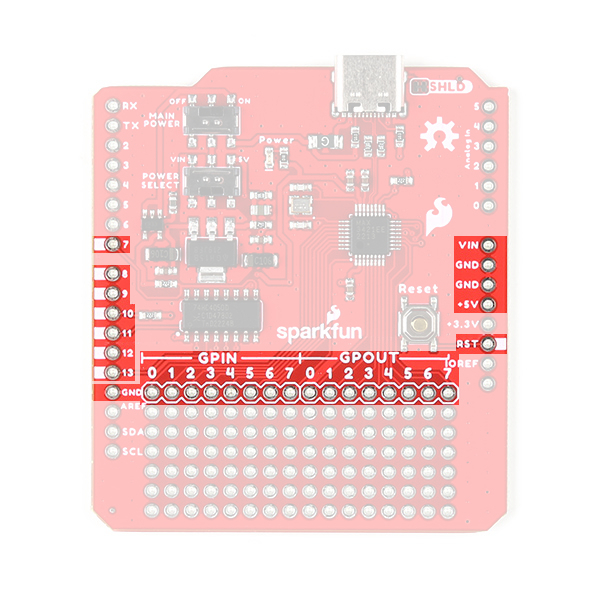 SHLD
OFF ON
MAIN POWER
Power
VIN 5V
POWER SELECT
RX
TX
2
3
4
5
7
8
9
10
11
12
13
GND
AREF
SDA
SCL
5
4
3
2
1
0
Analog In
VIN
GND
GND
+5V
+3.3V
RST
IOREF
Reset
sparkfun
GPIN GPOUT
0 1 2 3 4 5 6 7 0 1 2 3 4 5 6 7